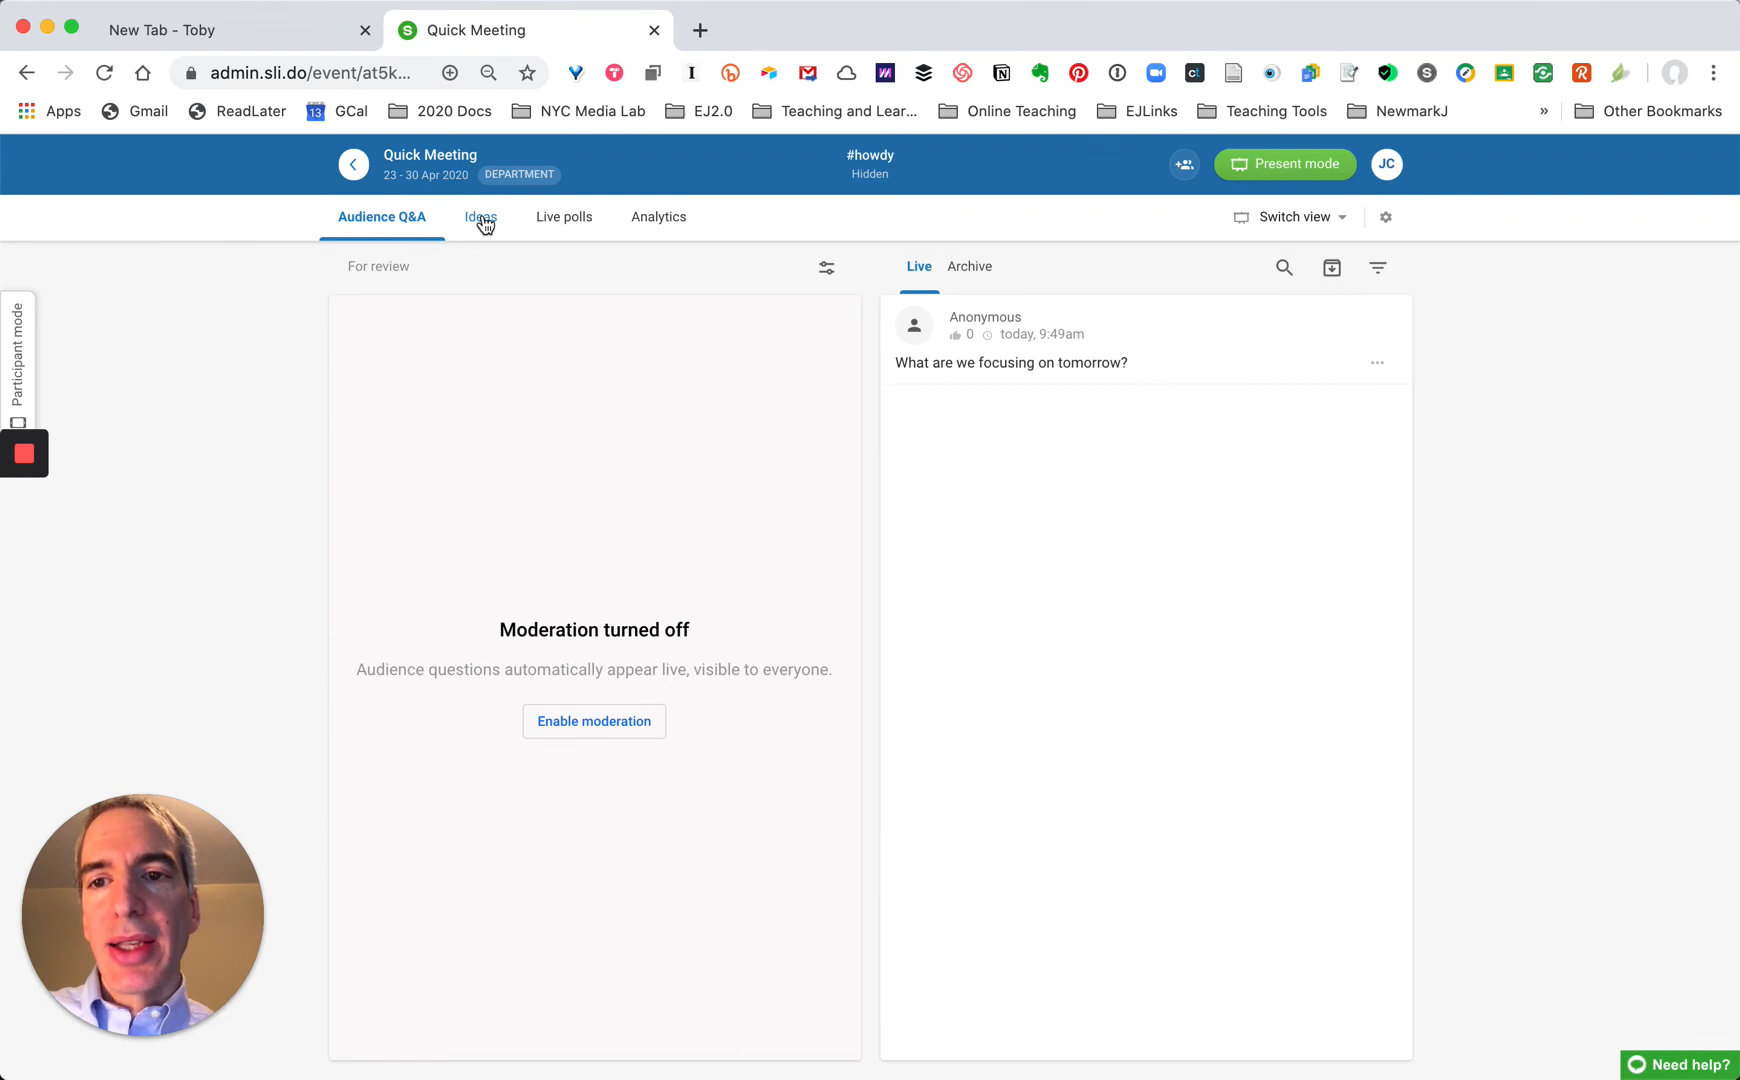 New Tab - Toby
Quick Meeting
admin.sli.do/event/at5k...
Apps
Gmail
ReadLater
13
GCal
2020 Docs
NYC Media Lab
EJ2.0
Teaching and Lear...
Online Teaching
EJLinks
Teaching Tools
NewmarkJ
»
Other Bookmarks
Quick Meeting
23 - 30 Apr 2020 DEPARTMENT
#howdy
Hidden
Present mode
JC
Audience Q&A
Ideas
Live polls
Analytics
Switch view
For review
Live
Archive
Participant mode
Anonymous
0 today, 9:49am
What are we focusing on tomorrow?
Moderation turned off
Audience questions automatically appear live, visible to everyone.
Enable moderation
Need help?